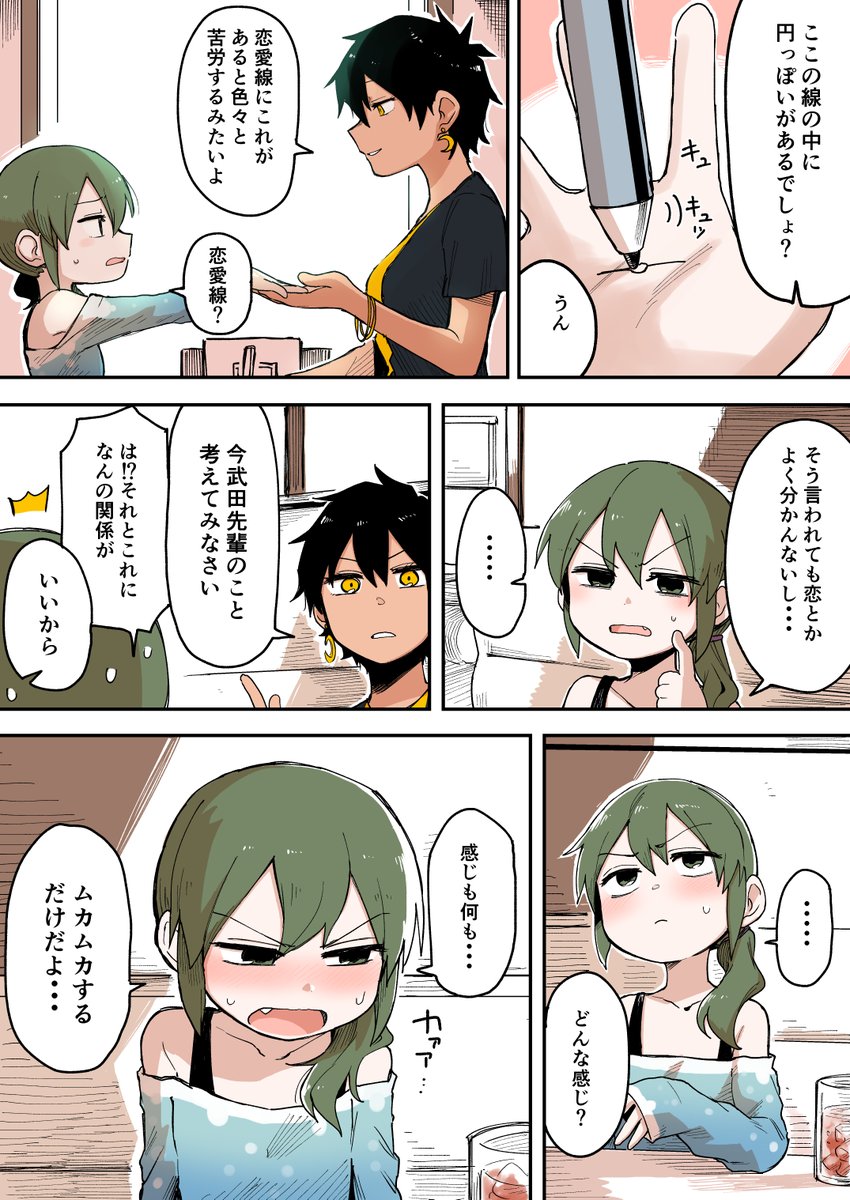 ここの線の中に
円っぽいがあるでしょ?
キュ
キュッ
うん
恋愛線にこれが
あると色々と
苦労するみたいよ
恋愛線?
そう言われても恋とか
よく分かんないし・・・
・・・・
今武田先輩のこと
考えてみなさい
は!?それとこれに
なんの関係が
いいから
・・・・
どんな感じ?
感じも何も・・・
カァァ・・
ムカムカする
だけだよ・・・